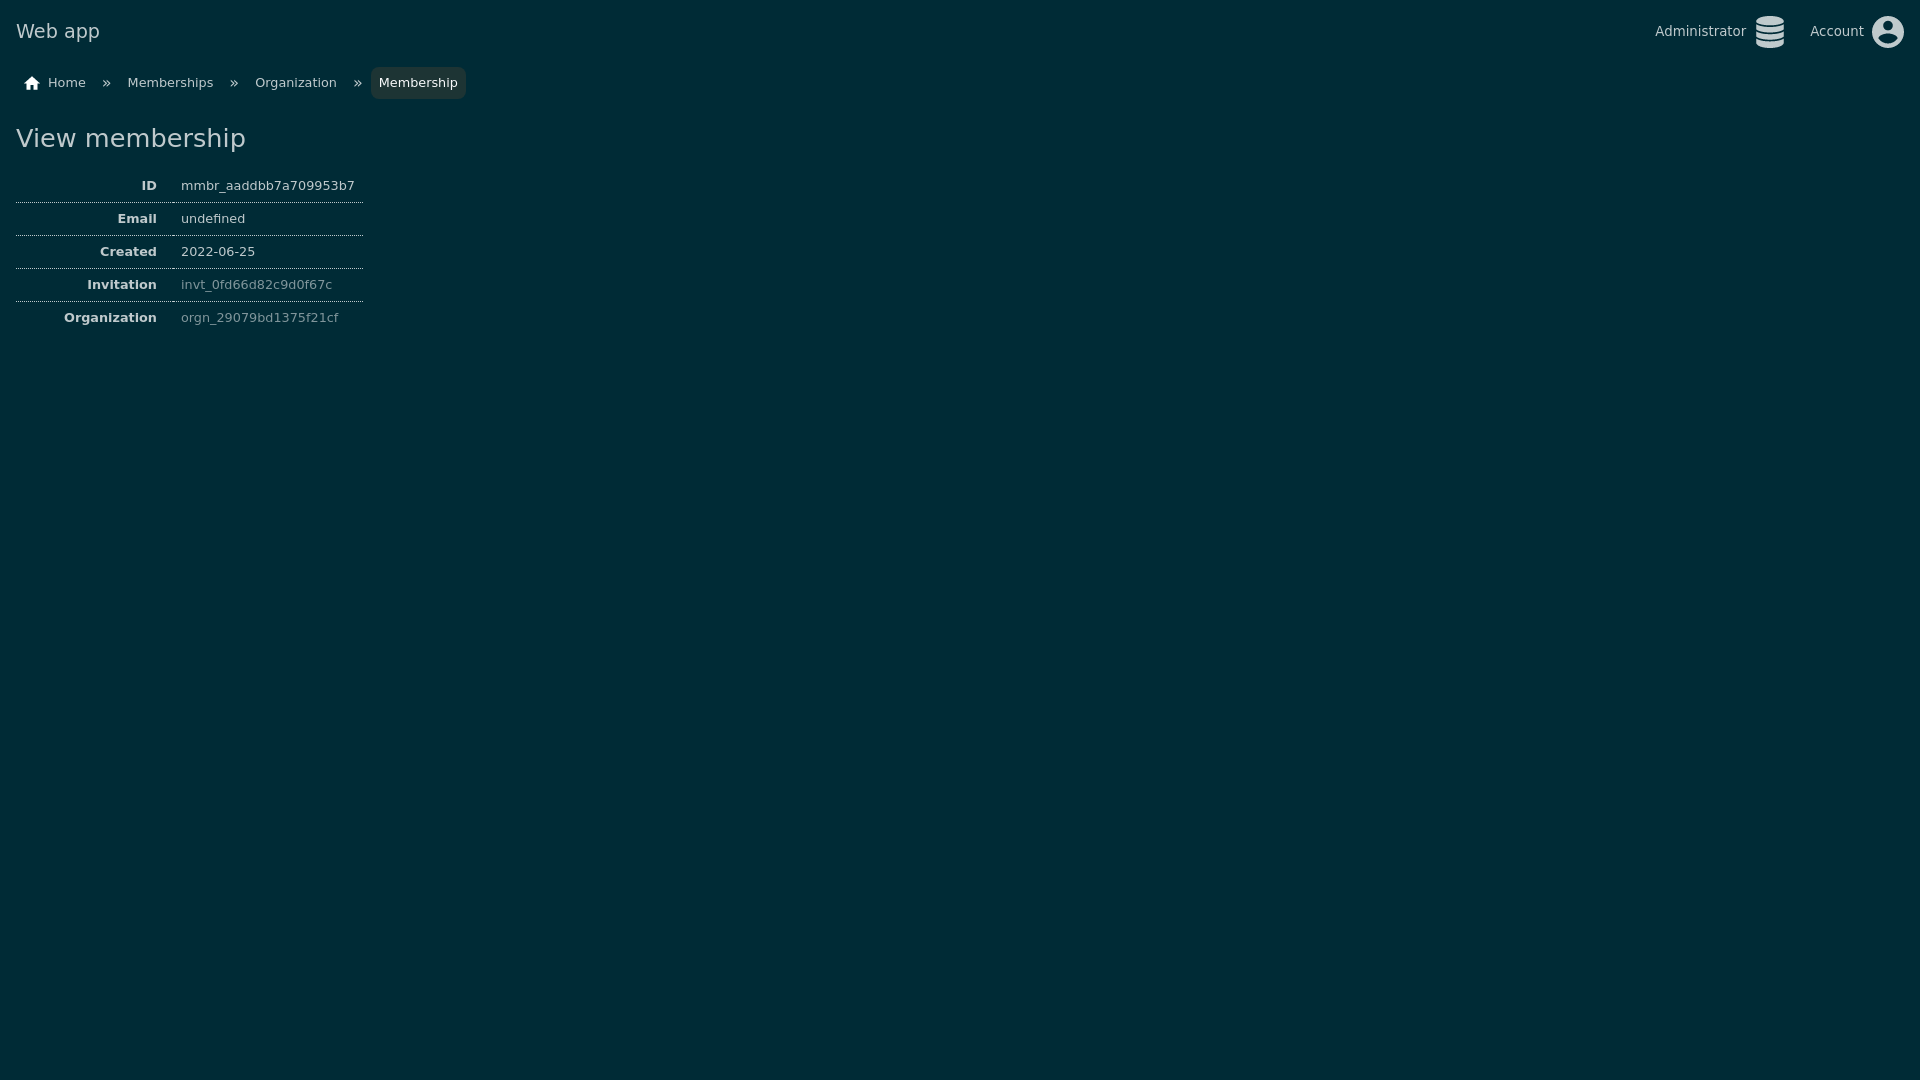 Web app
Administrator
Account
Home » Memberships » Organization » Membership
View membership
ID mmbr_aaddbb7a709953b7
Email undefined
Created 2022-06-25
Invitation invt_0fd66d82c9d0f67c
Organization orgn_29079bd1375f21cf